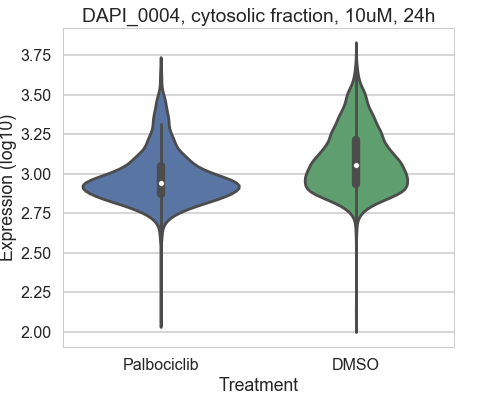 DAPI_0004, cytosolic fraction, 10uM, 24h
Expression (log10)
3.75
3.50
3.25
3.00
2.75
2.50
2.25
2.00
Palbociclib
DMSO
Treatment